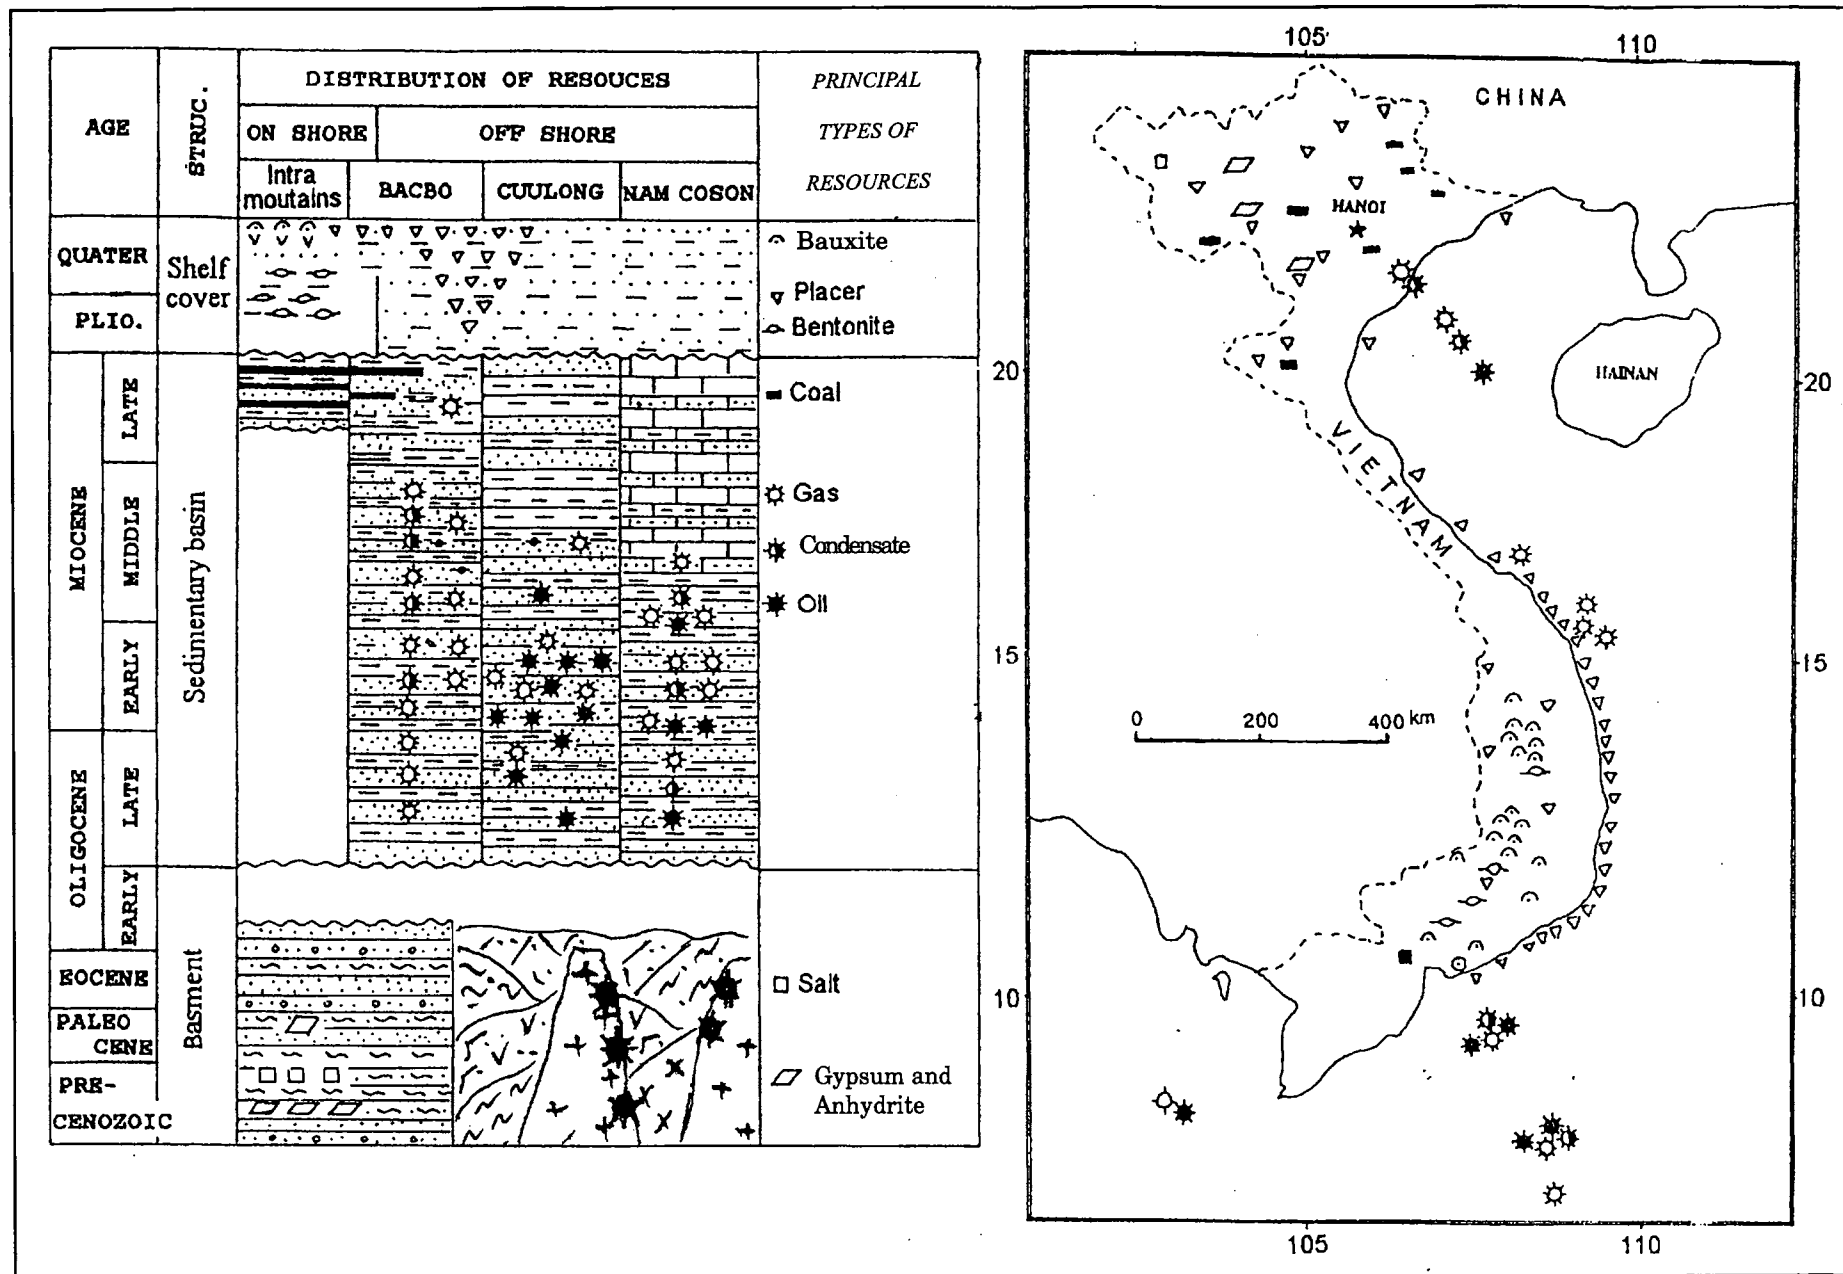 AGE
STRUC.
DISTRIBUTION OF RESOUCES
ON SHORE
OFF SHORE
Intra
moutains
BACBO
CUULONG
NAM COSON
PRINCIPAL
TYPES OF
RESOURCES
QUATER
PLIO.
Shelf
cover
Bauxite
Placer
Bentonite
MIOCENE
LATE
MIDDLE
EARLY
Sedimentary basin
Coal
Gas
Condensate
Oil
OLIGOCENE
LATE
EARLY
EOCENE
PALEO
CENE
PRE-
CENOZOIC
Basment
Salt
Gypsum and
Anhydrite
105
110
CHINA
HANOI
HAINAN
VIETNAM
20
20
15
15
10
10
0 200 400 km
105
110